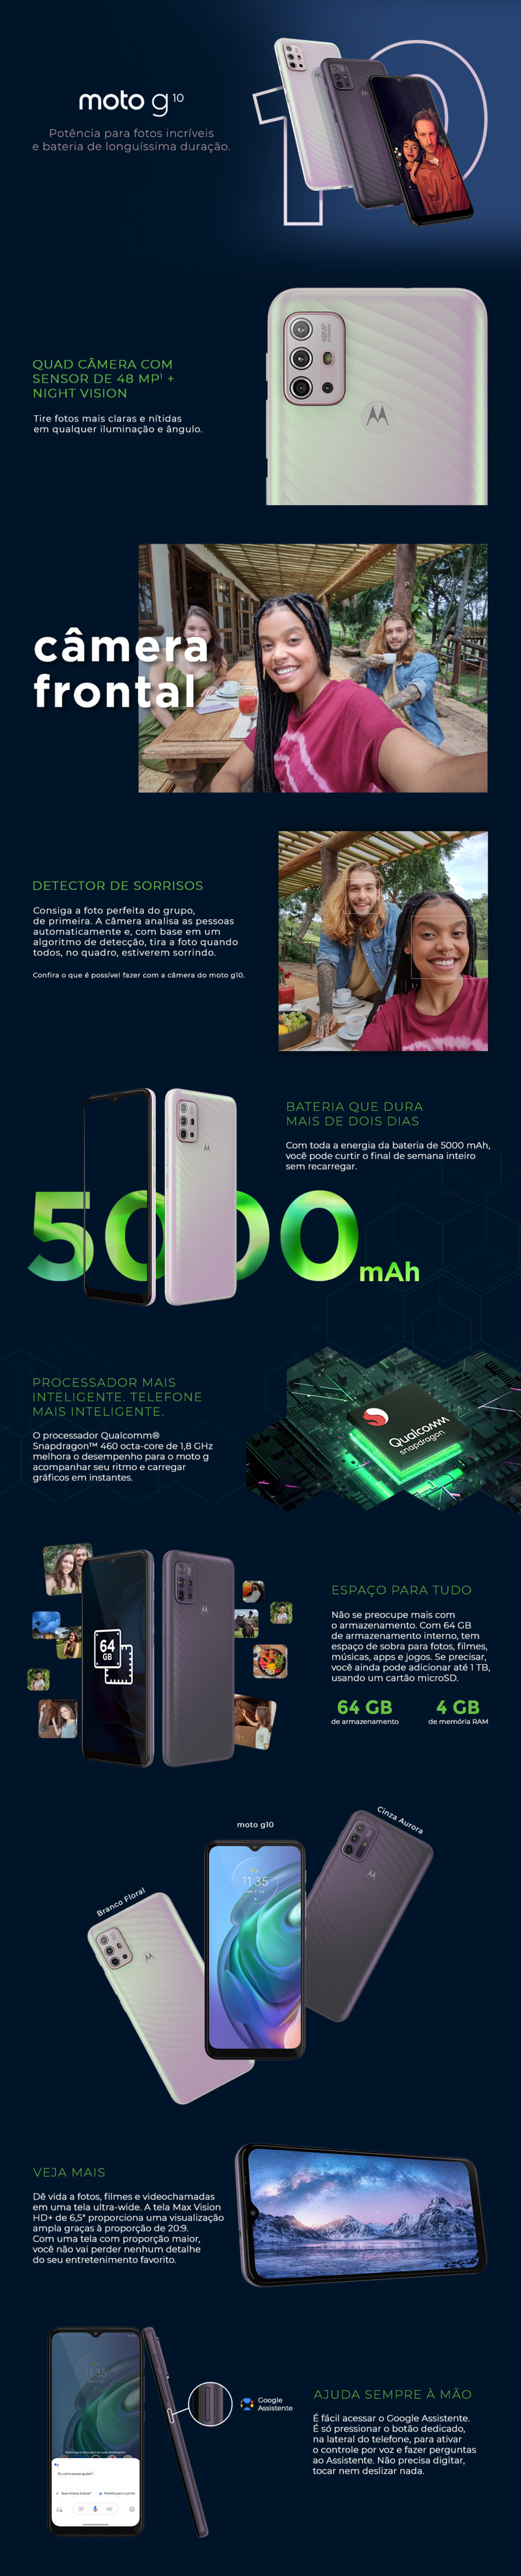 moto g10
Potência para fotos incríveis
e bateria de longuíssima duração.
QUAD CÂMERA COM
SENSOR DE 48 MP¹ +
NIGHT VISION
Tire fotos mais claras e nítidas
em qualquer iluminação e ângulo.
câmera
frontal
DETECTOR DE SORRISOS
Consiga a foto perfeita do grupo,
de primeira. A câmera analisa as pessoas
automaticamente e, com base em um
algoritmo de detecção, tira a foto quando
todos, no quadro, estiverem sorrindo.
Confira o que é possível fazer com a câmera do moto g10.
BATERIA QUE DURA
MAIS DE DOIS DIAS
Com toda a energia da bateria de 5000 mAh,
você pode curtir o final de semana inteiro
sem recarregar.
5000 mAh
PROCESSADOR MAIS
INTELIGENTE. TELEFONE
MAIS INTELIGENTE.
O processador Qualcomm®
Snapdragon™ 460 octa-core de 1,8 GHz
melhora o desempenho para o moto g
acompanhar seu ritmo e carregar
gráficos em instantes.
Qualcomm
snapdragon
64
GB
ESPAÇO PARA TUDO
Não se preocupe mais com
o armazenamento. Com 64 GB
de armazenamento interno, tem
espaço de sobra para fotos, filmes,
músicas, apps e jogos. Se precisar,
você ainda pode adicionar até 1 TB,
usando um cartão microSD.
64 GB
de armazenamento
4 GB
de memória RAM
moto g10
Cinza Aurora
Branco Floral
11:35
VEJA MAIS
Dê vida a fotos, filmes e videochamadas
em uma tela ultra-wide. A tela Max Vision
HD+ de 6,5" proporciona uma visualização
ampla graças à proporção de 20:9.
Com uma tela com proporção maior,
você não vai perder nenhum detalhe
do seu entretenimento favorito.
11:35
Google
Assistente
AJUDA SEMPRE À MÃO
É fácil acessar o Google Assistente.
É só pressionar o botão dedicado,
na lateral do telefone, para ativar
o controle por voz e fazer perguntas
ao Assistente. Não precisa digitar,
tocar nem deslizar nada.